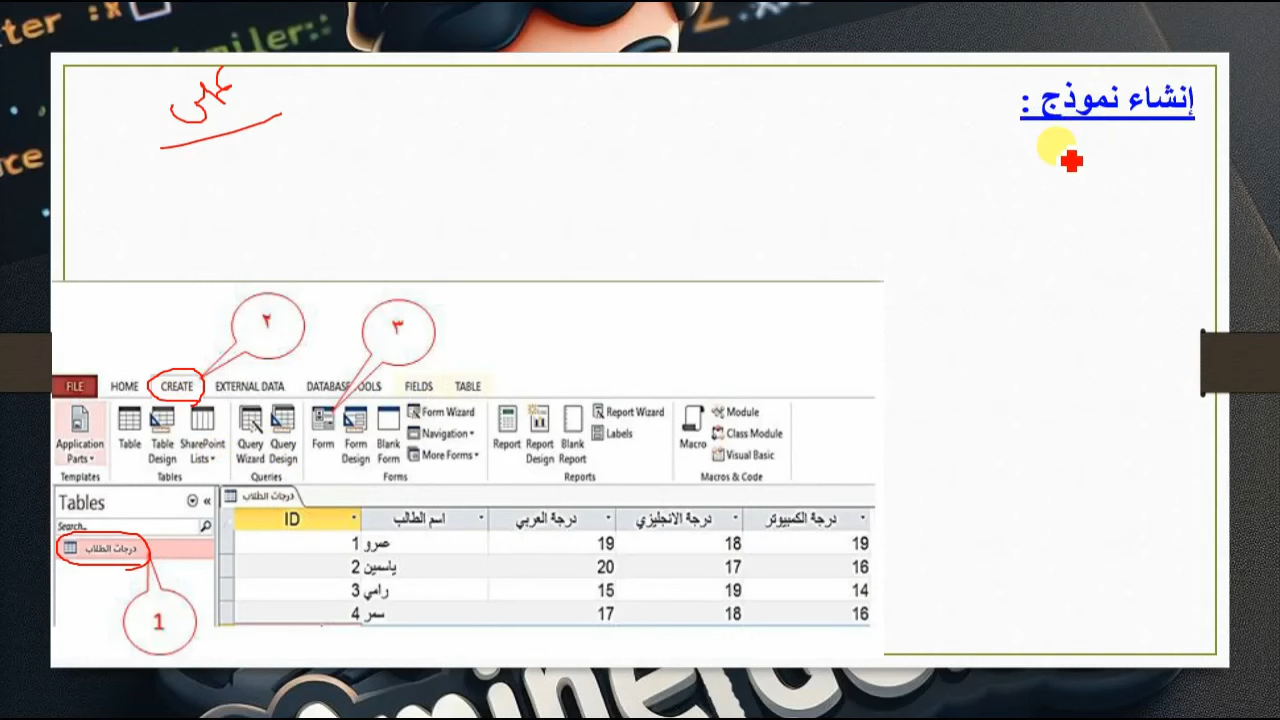 إنشاء نموذج :
عملي
٢
٣
FILE HOME CREATE EXTERNAL DATA DATABASE TOOLS FIELDS TABLE
Application Parts Table Table Design SharePoint Lists Query Wizard Query Design Form Form Design Blank Form Form Wizard Navigation More Forms Report Report Design Blank Report Report Wizard Labels Macro Module Class Module Visual Basic
Templates Tables Queries Forms Reports Macros & Code
Tables «
Search..
درجات الطلاب
درجات الطلاب
1
ID اسم الطالب درجة العربي درجة الانجليزي درجة الكمبيوتر
1 عمرو 19 18 19
2 ياسمين 20 17 16
3 رامي 15 19 14
4 سمر 17 18 16